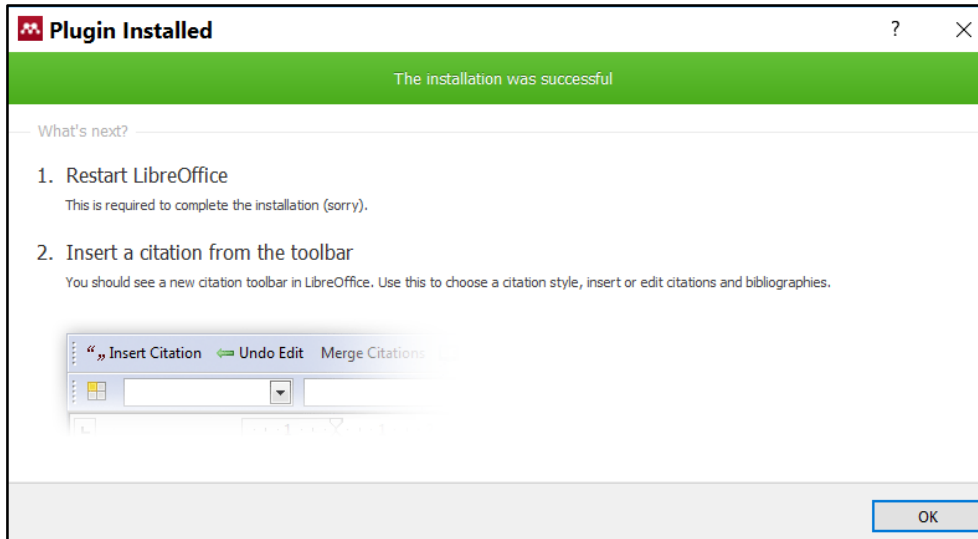 Plugin Installed
The installation was successful
What's next?
1. Restart LibreOffice
This is required to complete the installation (sorry).
2. Insert a citation from the toolbar
You should see a new citation toolbar in LibreOffice. Use this to choose a citation style, insert or edit citations and bibliographies.
“„ Insert Citation Undo Edit Merge Citations
1
OK